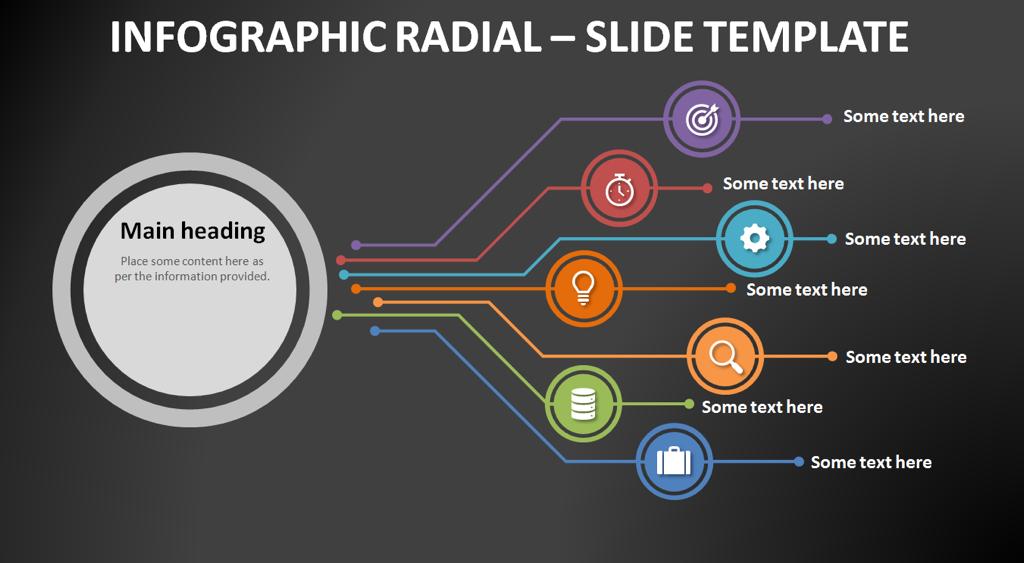 INFOGRAPHIC RADIAL – SLIDE TEMPLATE
Main heading
Place some content here as
per the information provided.
Some text here
Some text here
Some text here
Some text here
Some text here
Some text here
Some text here